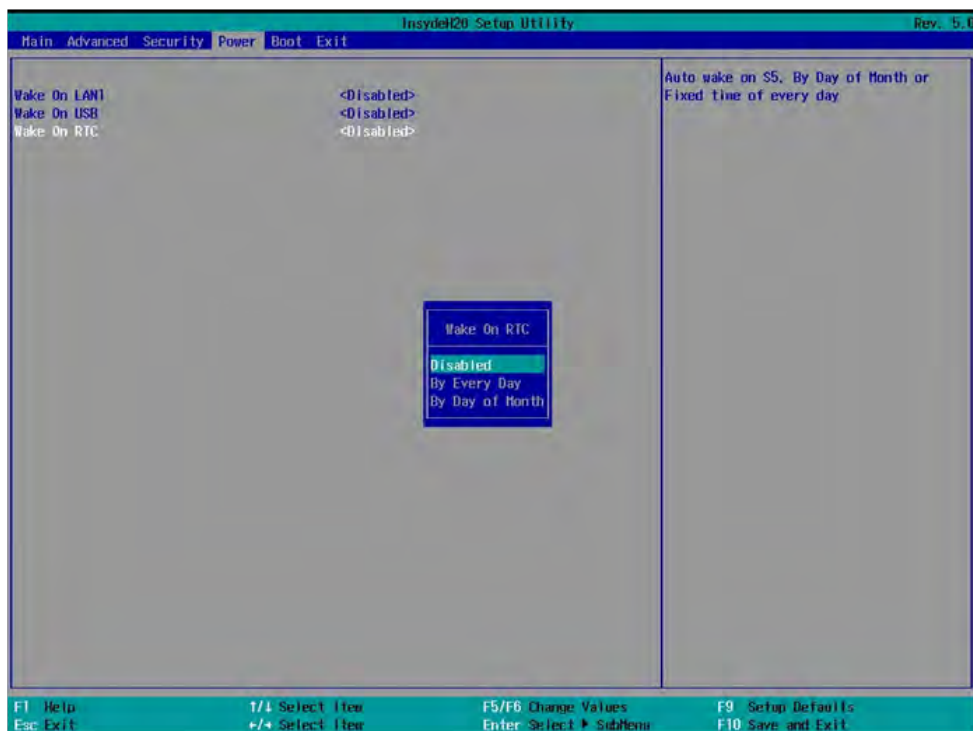 InsydeH2O Setup Utility Rev. 5.0
Main Advanced Security Power Boot Exit
Wake On LAN1 <Disabled>
Wake On USB <Disabled>
Wake On RTC <Disabled>
Auto wake on S5, By Day of Month or
Fixed time of every day
Wake On RTC
Disabled
By Every Day
By Day of Month
F1 Help ↑/↓ Select Item F5/F6 Change Values F9 Setup Defaults
Esc Exit ←/→ Select Item Enter Select ▶ SubMenu F10 Save and Exit